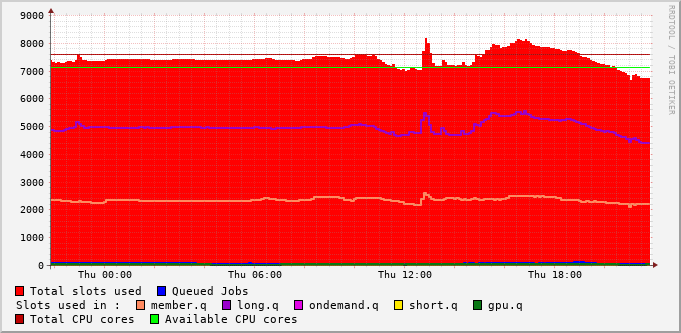 9000
8000
7000
6000
5000
4000
3000
2000
1000
0
Thu 00:00 Thu 06:00 Thu 12:00 Thu 18:00
RRDTOOL / TOBI OETIKER
Total slots used Queued Jobs
Slots used in : member.q long.q ondemand.q short.q gpu.q
Total CPU cores Available CPU cores